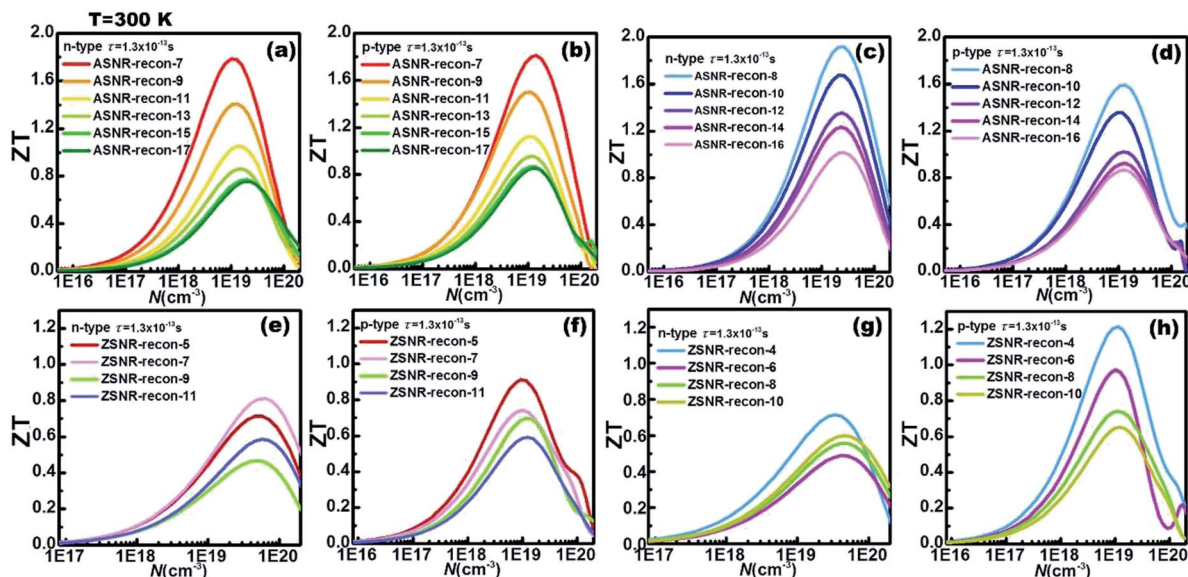 T=300 K
(a)
n-type τ=1.3x10⁻¹³s
ASNR-recon-7
ASNR-recon-9
ASNR-recon-11
ASNR-recon-13
ASNR-recon-15
ASNR-recon-17
ZT
2.0
1.6
1.2
0.8
0.4
0.0
1E16 1E17 1E18 1E19 1E20
N(cm⁻³)
(b)
p-type τ=1.3x10⁻¹³s
ASNR-recon-7
ASNR-recon-9
ASNR-recon-11
ASNR-recon-13
ASNR-recon-15
ASNR-recon-17
ZT
2.0
1.6
1.2
0.8
0.4
0.0
1E16 1E17 1E18 1E19 1E20
N(cm⁻³)
(c)
n-type τ=1.3x10⁻¹³s
ASNR-recon-8
ASNR-recon-10
ASNR-recon-12
ASNR-recon-14
ASNR-recon-16
ZT
2.0
1.6
1.2
0.8
0.4
0.0
1E16 1E17 1E18 1E19 1E20
N(cm⁻³)
(d)
p-type τ=1.3x10⁻¹³s
ASNR-recon-8
ASNR-recon-10
ASNR-recon-12
ASNR-recon-14
ASNR-recon-16
ZT
2.0
1.6
1.2
0.8
0.4
0.0
1E16 1E17 1E18 1E19 1E20
N(cm⁻³)
(e)
n-type τ=1.3x10⁻¹³s
ZSNR-recon-5
ZSNR-recon-7
ZSNR-recon-9
ZSNR-recon-11
ZT
1.2
1.0
0.8
0.6
0.4
0.2
0.0
1E17 1E18 1E19 1E20
N(cm⁻³)
(f)
p-type τ=1.3x10⁻¹³s
ZSNR-recon-5
ZSNR-recon-7
ZSNR-recon-9
ZSNR-recon-11
ZT
1.2
1.0
0.8
0.6
0.4
0.2
0.0
1E16 1E17 1E18 1E19 1E20
N(cm⁻³)
(g)
n-type τ=1.3x10⁻¹³s
ZSNR-recon-4
ZSNR-recon-6
ZSNR-recon-8
ZSNR-recon-10
ZT
1.2
1.0
0.8
0.6
0.4
0.2
0.0
1E17 1E18 1E19 1E20
N(cm⁻³)
(h)
p-type τ=1.3x10⁻¹³s
ZSNR-recon-4
ZSNR-recon-6
ZSNR-recon-8
ZSNR-recon-10
ZT
1.2
1.0
0.8
0.6
0.4
0.2
0.0
1E16 1E17 1E18 1E19 1E20
N(cm⁻³)